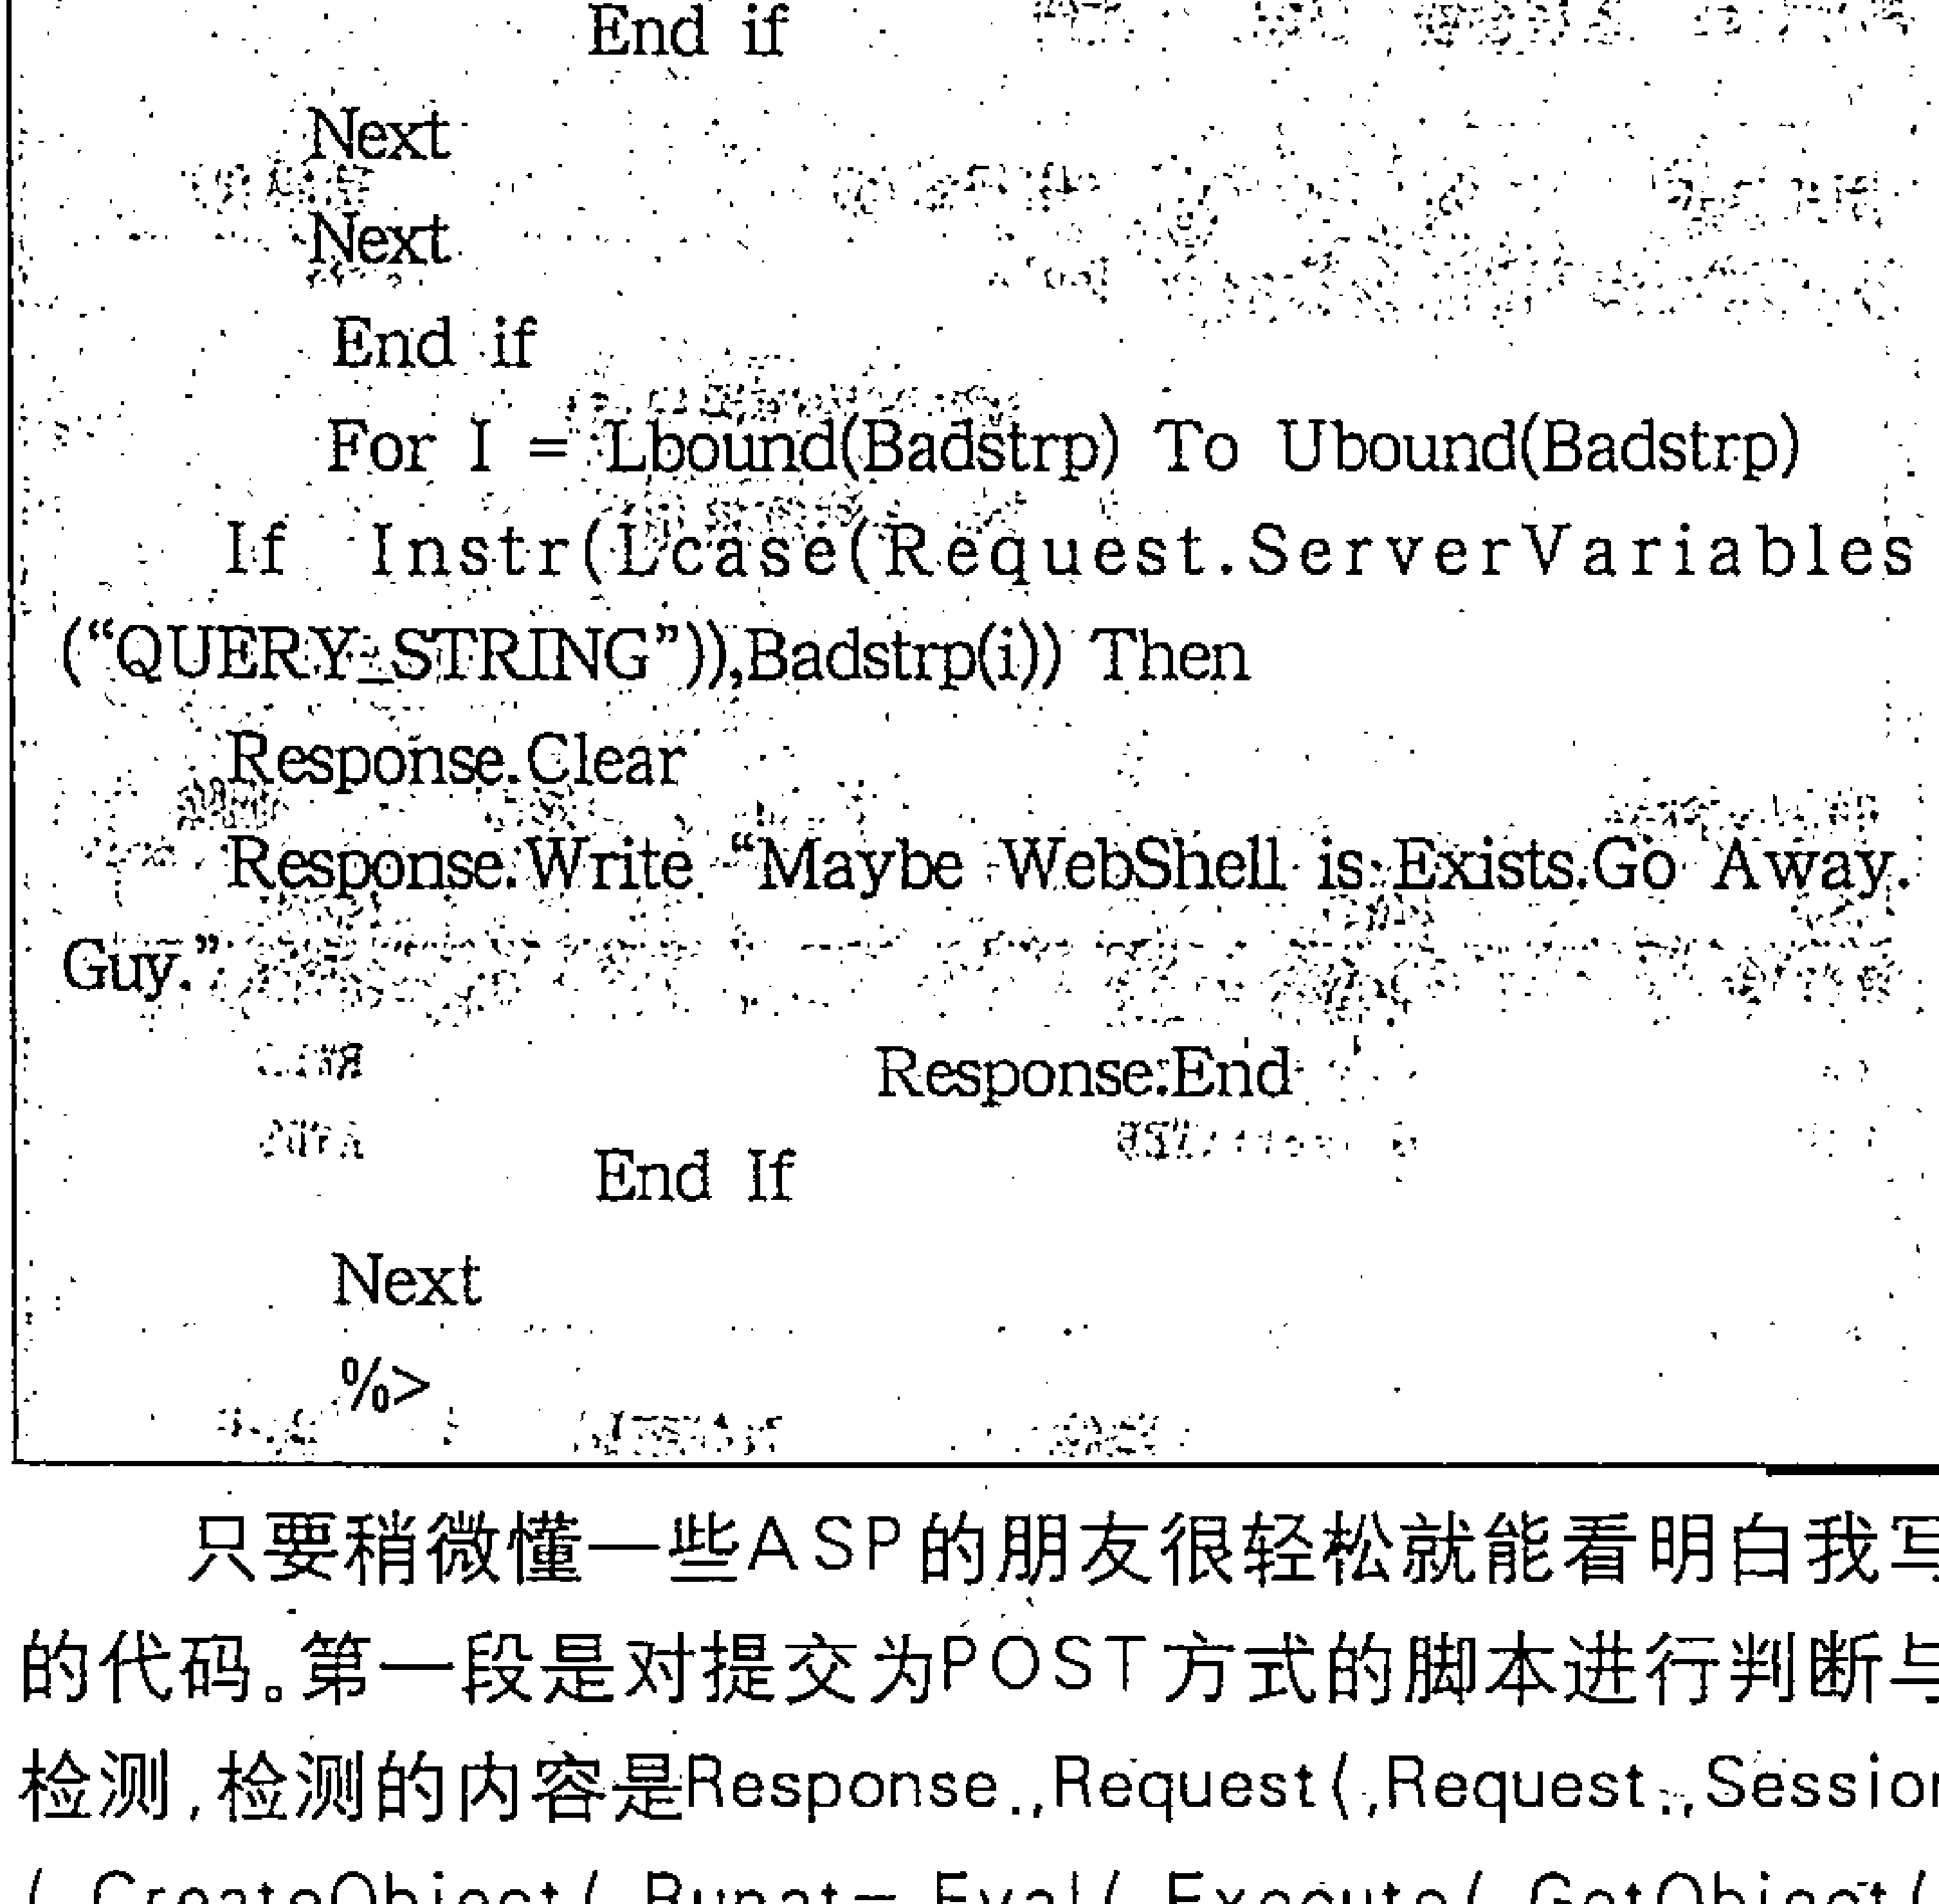 End if
Next
Next
End if
For I = Lbound(Badstrp) To Ubound(Badstrp)
If Instr(Lcase(Request.ServerVariables
(“QUERY_STRING”)),Badstrp(i)) Then
Response.Clear
Response.Write “Maybe WebShell is Exists.Go Away.
Guy.”
Response.End
End If
Next
%>
只要稍微懂一些ASP的朋友很轻松就能看明白我写
的代码。第一段是对提交为POST方式的脚本进行判断与
检测,检测的内容是Response.,Request(,Request.,Session
(,CreateObject(,Runat=,Eval(,Execute(,GetObject(